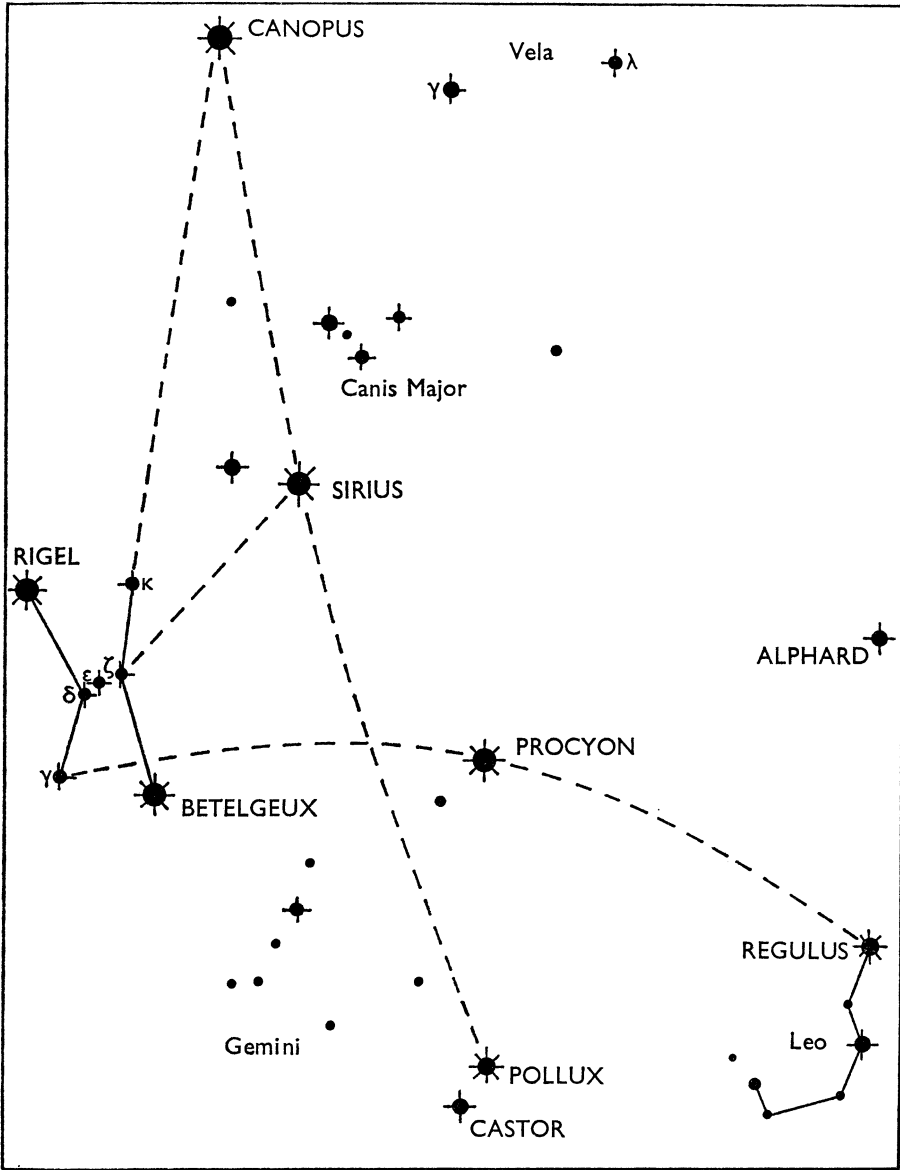 CANOPUS
Vela
λ
γ
Canis Major
SIRIUS
RIGEL
κ
ALPHARD
ζ
ε
δ
PROCYON
γ
BETELGEUX
REGULUS
Leo
Gemini
POLLUX
CASTOR